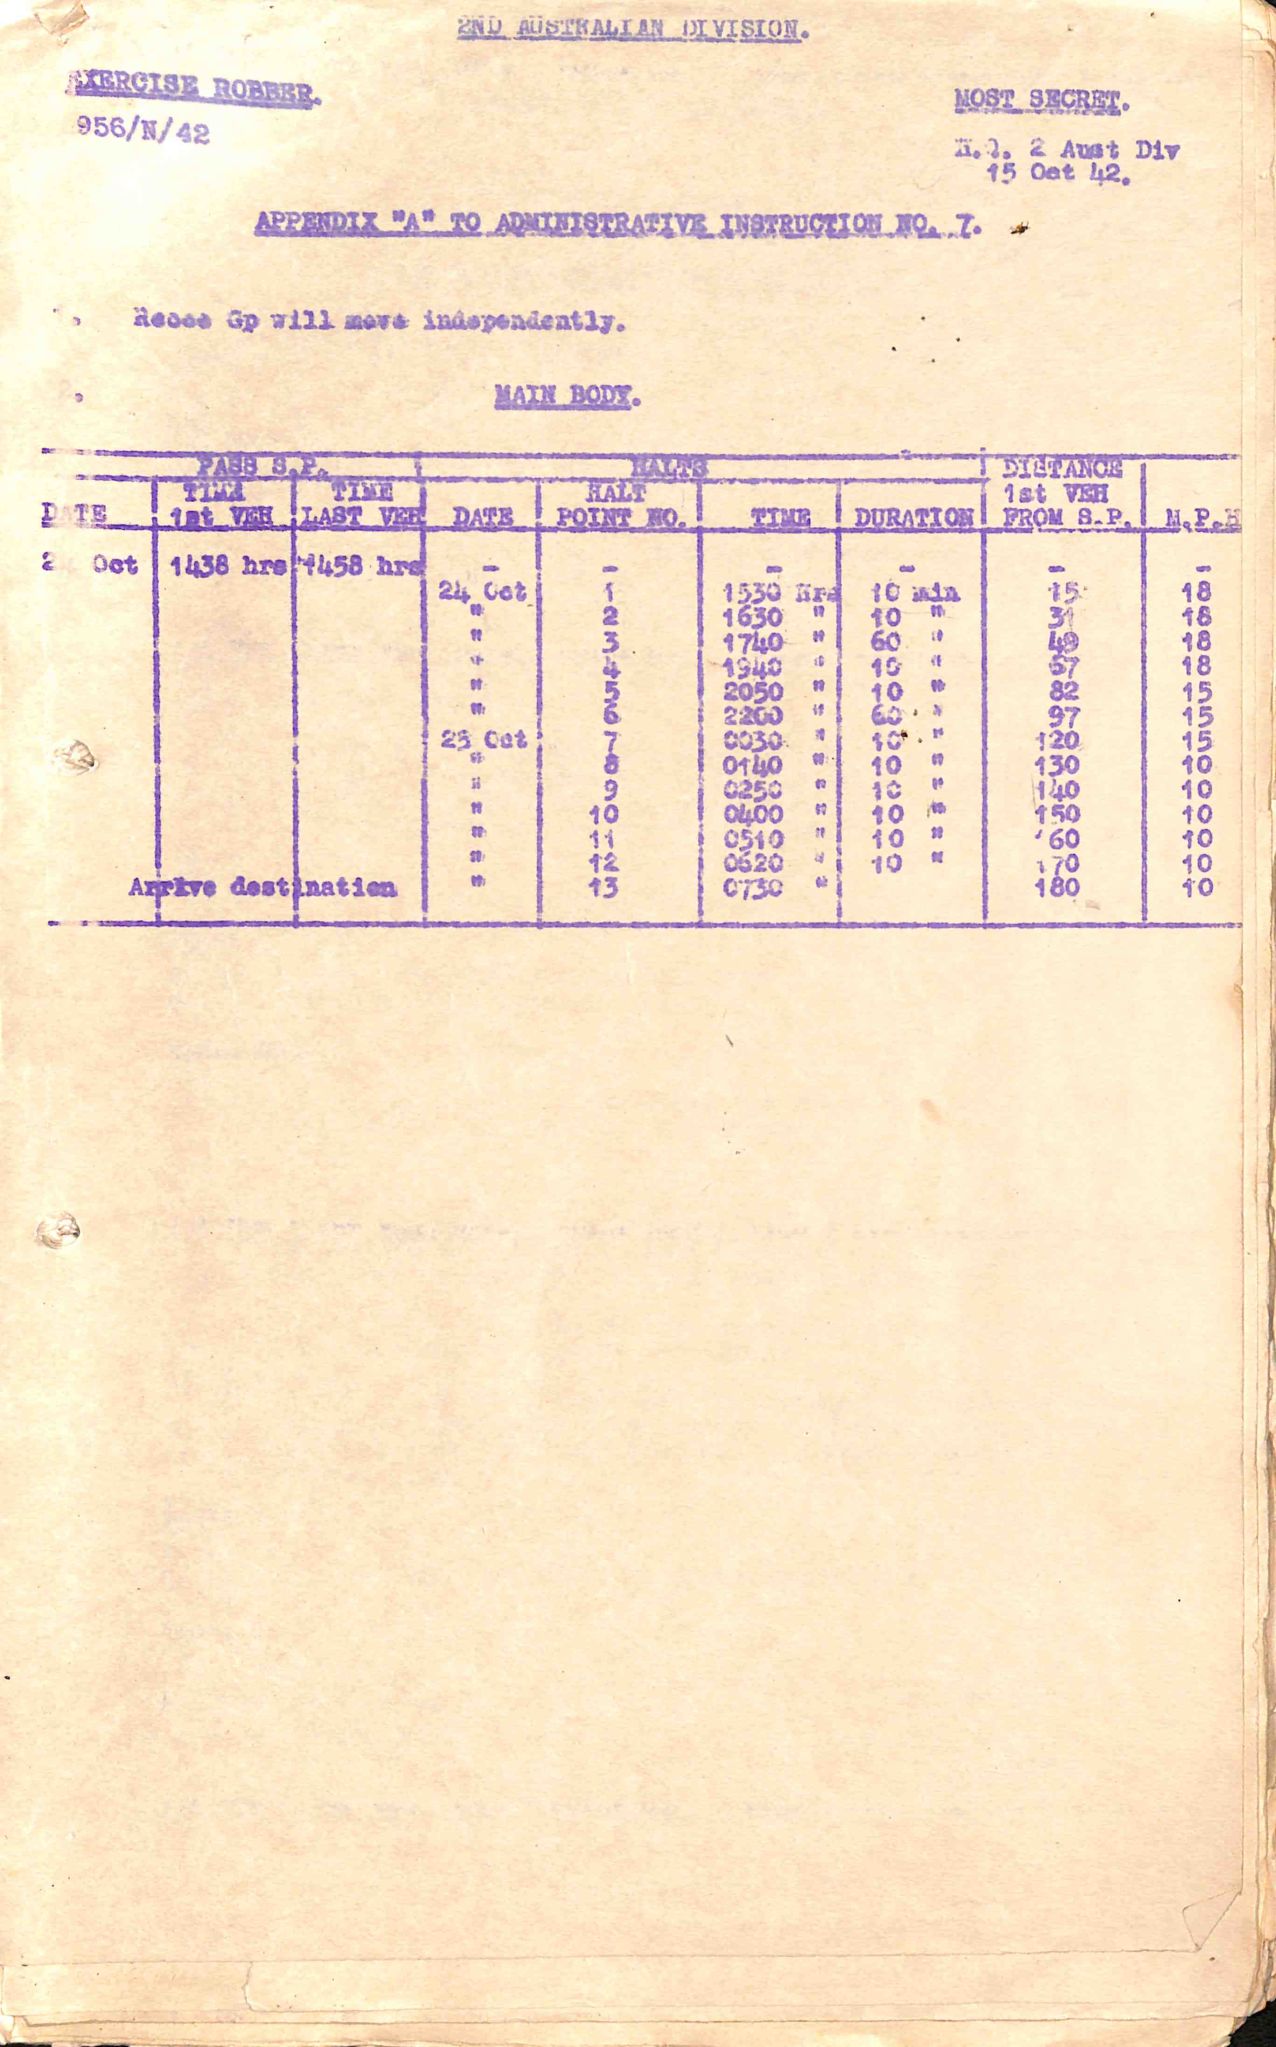 2ND AUSTRALIAN DIVISION.
EXERCISE ROBBER.
956/N/42
MOST SECRET.
H.Q. 2 Aust Div
15 Oct 42.
APPENDIX "A" TO ADMINISTRATIVE INSTRUCTION NO. 7.
Recce Gp will move independently.
MAIN BODY.
PASS S.P. HALTS DISTANCE
TIME TIME HALT 1st VEH
DATE 1st VEH LAST VEH DATE POINT NO. TIME DURATION FROM S.P. M.P.H
24 Oct 1438 hrs 1458 hrs - - - - - -
24 Oct 1 1530 Hrs 10 min 15 18
" 2 1630 " 10 " 31 18
" 3 1740 " 60 " 49 18
" 4 1940 " 10 " 67 18
" 5 2050 " 10 " 82 15
" 6 2200 " 60 " 97 15
25 Oct 7 0030 " 10 " 120 15
" 8 0140 " 10 " 130 10
" 9 0250 " 10 " 140 10
" 10 0400 " 10 " 150 10
" 11 0510 " 10 " 160 10
" 12 0620 " 10 " 170 10
Arrive destination " 13 0730 " 180 10